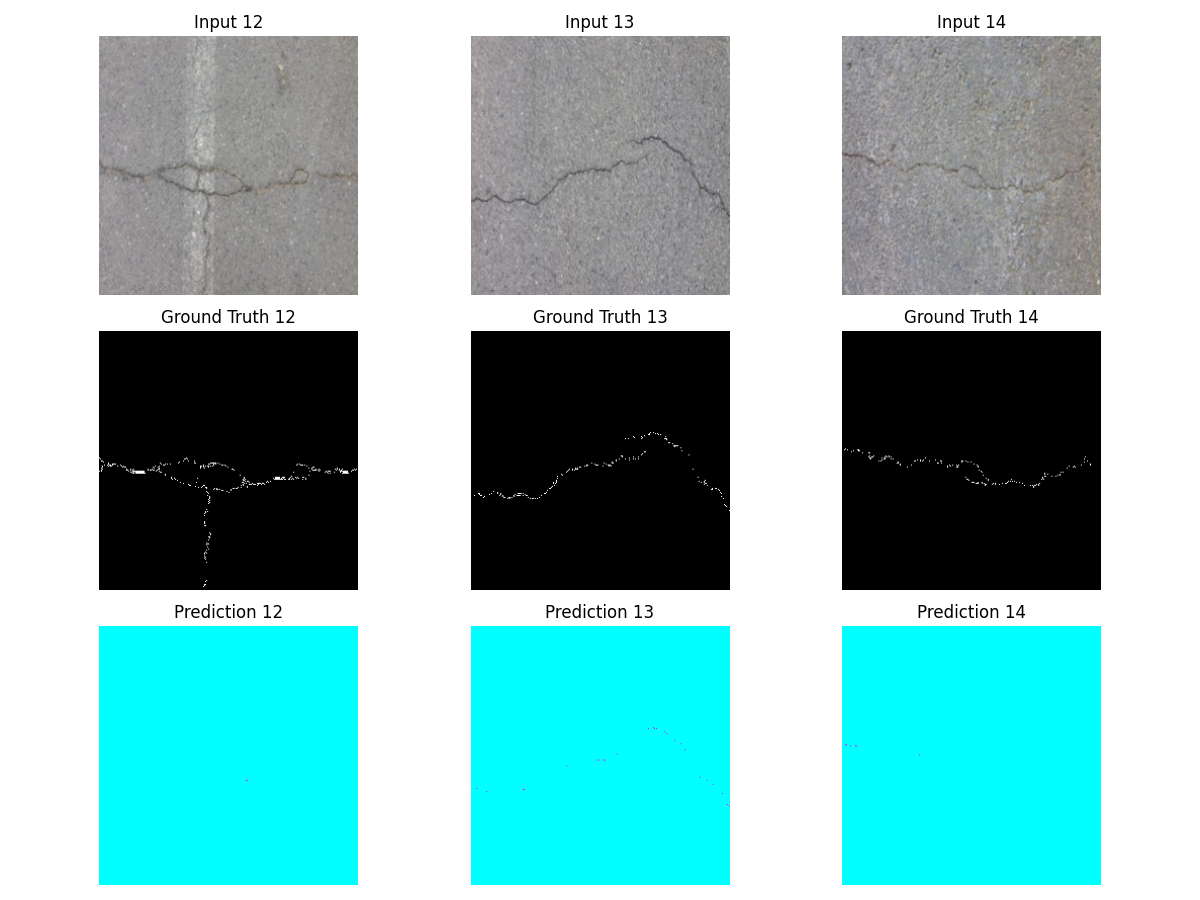 Input 12
Input 13
Input 14
Ground Truth 12
Ground Truth 13
Ground Truth 14
Prediction 12
Prediction 13
Prediction 14